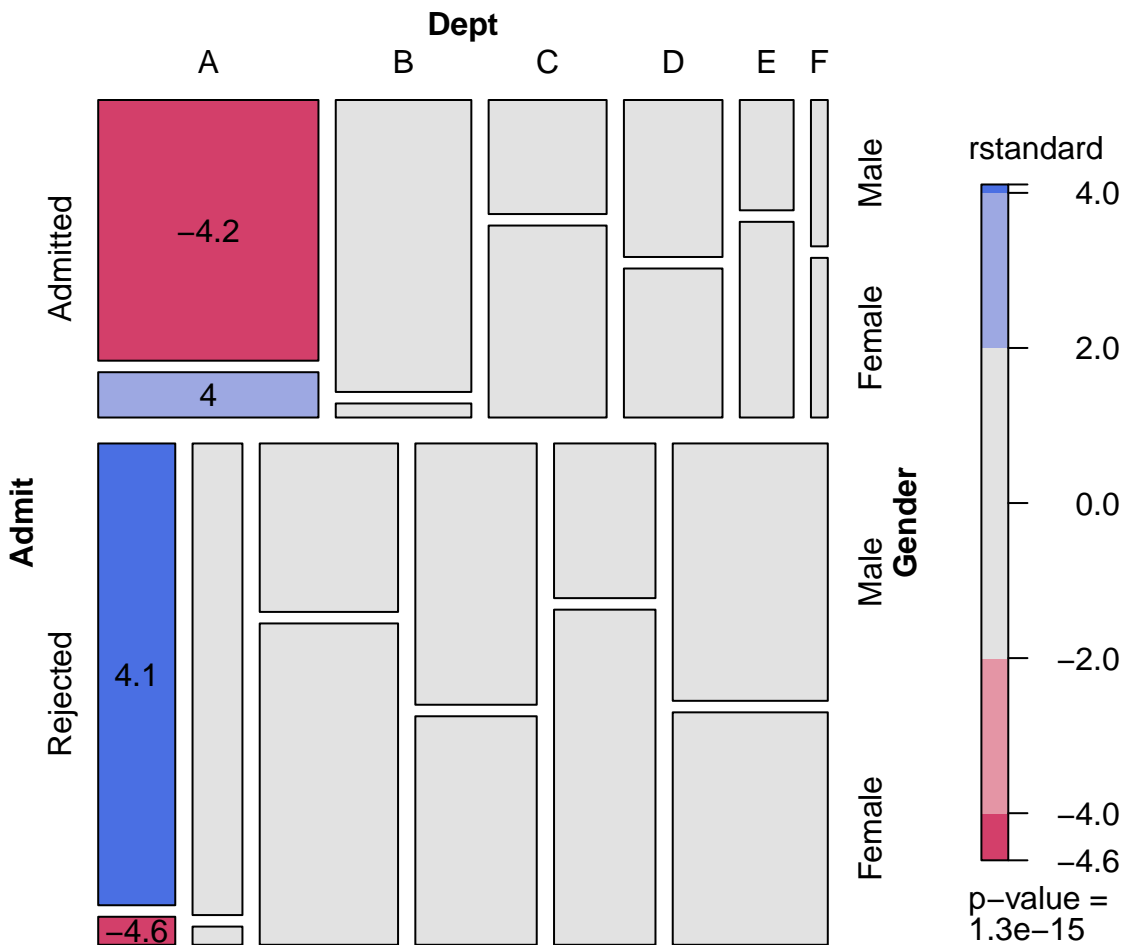 Dept
A B C D E F
Admitted
Rejected
Admit
−4.2
4
4.1
−4.6
Male
Female
Male
Female
Gender
rstandard
4.0
2.0
0.0
−2.0
−4.0
−4.6
p−value =
1.3e−15